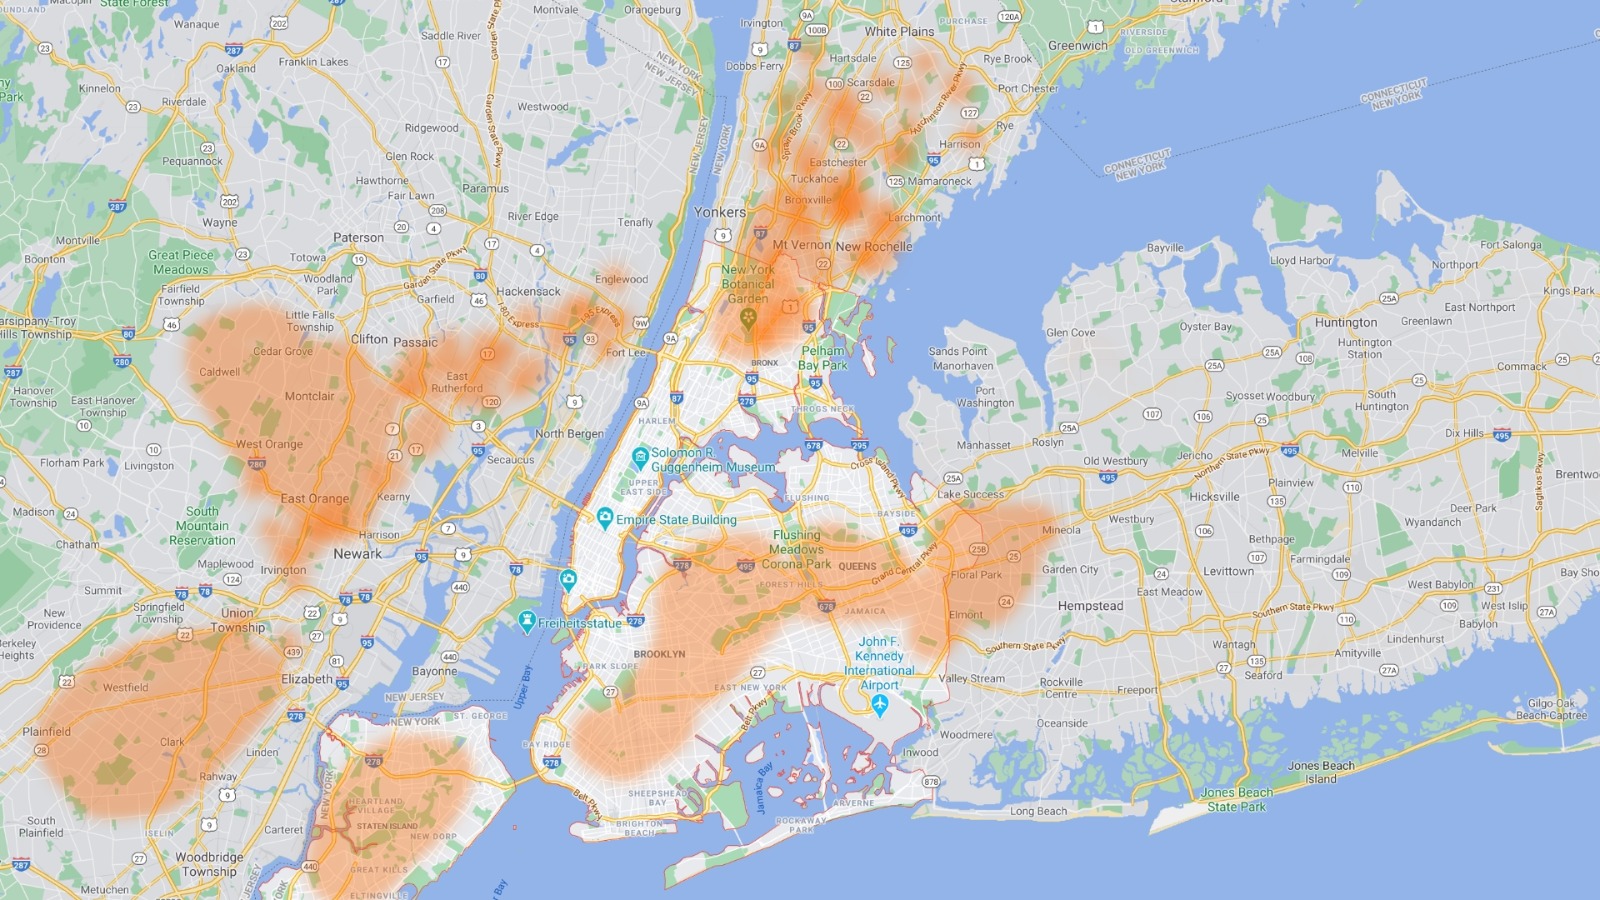 State Forest
Montvale
Orangeburg
Wanaque
Saddle River
Irvington
White Plains
PURCHASE
Greenwich
RIVERSIDE
OLD GREENWICH
Oakland
Franklin Lakes
Dobbs Ferry
Hartsdale
Rye Brook
Kinnelon
NEW YORK
NEW JERSEY
Scarsdale
Port Chester
Riverdale
Westwood
Garden State Pkwy
Sprain Brook Pkwy
Hutchinson River Pkwy
Rye
CONNECTICUT
NEW YORK
Ridgewood
Harrison
Pequannock
Glen Rock
Eastchester
CONNECTICUT
NEW YORK
Hawthorne
Tuckahoe
Mamaroneck
Fair Lawn
Paramus
Bronxville
Wayne
River Edge
Tenafly
Yonkers
Larchmont
Paterson
Mt Vernon
New Rochelle
Bayville
Fort Salonga
Boonton
Great Piece
Meadows
Totowa
Lloyd Harbor
Northport
New York
Botanical
Garden
Woodland
Park
Englewood
Hackensack
Kings Park
Fairfield
Township
Garfield
East Northport
Parsippany-Troy
Hills Township
Little Falls
Township
Glen Cove
Oyster Bay
Huntington
Greenlawn
Clifton
Passaic
Fort Lee
Cedar Grove
Sands Point
Manorhaven
Huntington
Station
Pelham
Bay Park
BRONX
Caldwell
East
Rutherford
Commack
Hanover
Township
East Hanover
Township
Montclair
Port
Washington
Syosset
Woodbury
South
Huntington
THROGS NECK
HARLEM
North Bergen
West Orange
Manhasset
Roslyn
Dix Hills
Livingston
Florham Park
Secaucus
Solomon R.
Guggenheim Museum
Cross Island Pkwy
Old Westbury
Jericho
Northern State Pkwy
Melville
Brentwo
UPPER
EAST SIDE
Plainview
East Orange
Kearny
FLUSHING
Lake Success
Hicksville
Sagtikos Pkwy
Madison
South
Mountain
Reservation
BAYSIDE
Empire State Building
Westbury
Mineola
Wyandanch
Deer Park
Harrison
Flushing
Meadows
Corona Park
Chatham
Newark
Bethpage
Maplewood
Irvington
QUEENS
Grand Central Pkwy
Garden City
Farmingdale
Floral Park
Levittown
Bay Sho
Summit
FOREST HILLS
East Meadow
West Babylon
New
Providence
Springfield
Township
Union
Township
JAMAICA
Elmont
Hempstead
Southern State Pkwy
West Islip
Freiheitsstatue
Babylon
Berkeley
Heights
BROOKLYN
John F.
Kennedy
International
Airport
Southern State Pkwy
Wantagh
Lindenhurst
Amityville
PARK SLOPE
Bayonne
Elizabeth
Westfield
Upper Bay
EAST NEW YORK
Valley Stream
Rockville
Centre
Freeport
Seaford
NEW JERSEY
NEW YORK
ST. GEORGE
Belt Pkwy
Gilgo-Oak
Beach-Captree
Plainfield
Clark
Linden
BAY RIDGE
Oceanside
Woodmere
Inwood
Rahway
Jones Beach
Island
Belt Pkwy
SHEEPSHEAD
BAY
Jamaica Bay
Jones Beach
State Park
HEARTLAND
VILLAGE
ARVERNE
Long Beach
South
Plainfield
ISELIN
Carteret
STATEN ISLAND
NEW DORP
BRIGHTON
BEACH
ROCKAWAY
PARK
Woodbridge
Township
GREAT KILLS
Metuchen
ELTINGVILLE